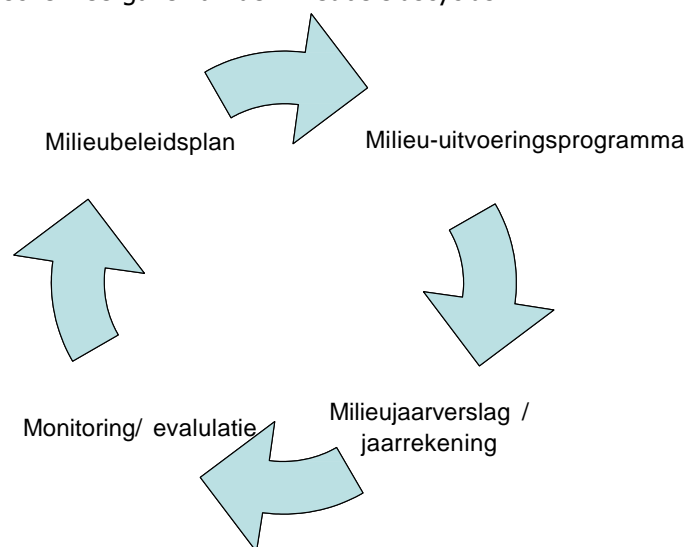 Milieubeleidsplan
Milieu-uitvoeringsprogramma
Milieujaarverslag /
jaarrekening
Monitoring/ evalulatie